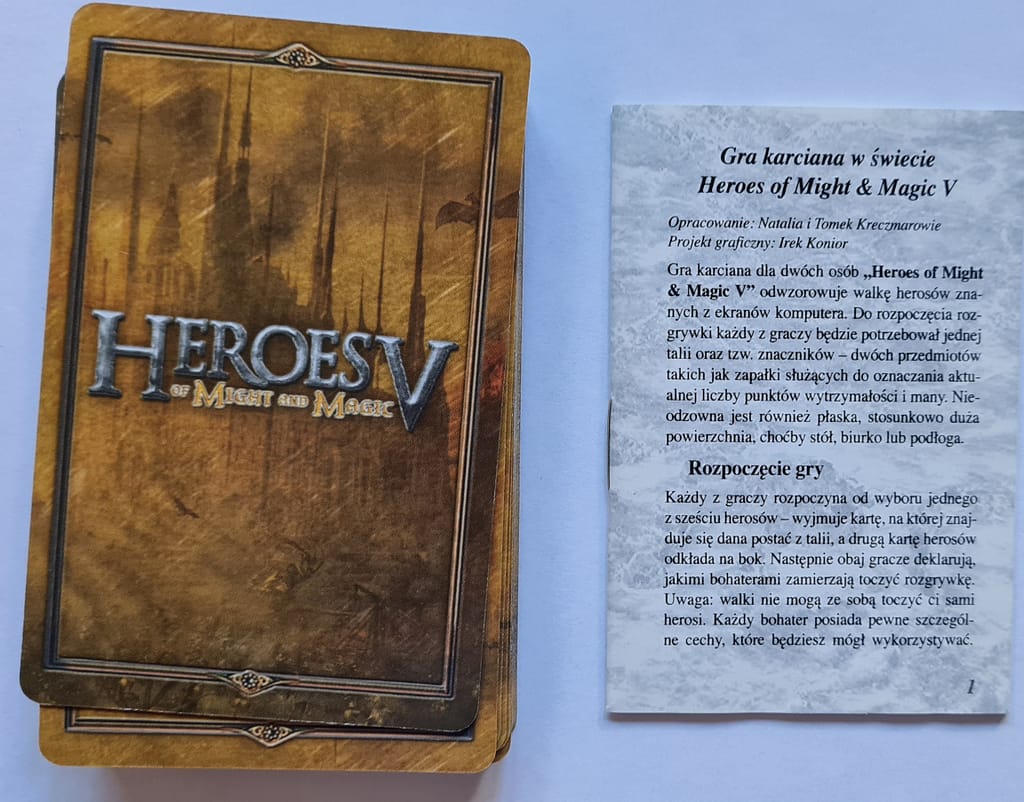 HEROES V
OF MIGHT AND MAGIC
Gra karciana w świecie
Heroes of Might & Magic V
Opracowanie: Natalia i Tomek Kreczmarowie
Projekt graficzny: Irek Konior
Gra karciana dla dwóch osób „Heroes of Might
& Magic V” odwzorowuje walkę herosów zna-
nych z ekranów komputera. Do rozpoczęcia roz-
grywki każdy z graczy będzie potrzebował jednej
talii oraz tzw. znaczników – dwóch przedmiotów
takich jak zapałki służących do oznaczania aktu-
alnej liczby punktów wytrzymałości i many. Nie-
odzowna jest również płaska, stosunkowo duża
powierzchnia, choćby stół, biurko lub podłoga.
Rozpoczęcie gry
Każdy z graczy rozpoczyna od wyboru jednego
z sześciu herosów – wyjmuje kartę, na której znaj-
duje się dana postać z talii, a drugą kartę herosów
odkłada na bok. Następnie obaj gracze deklarują,
jakimi bohaterami zamierzają toczyć rozgrywkę.
Uwaga: walki nie mogą ze sobą toczyć ci sami
herosi. Każdy bohater posiada pewne szczegól-
ne cechy, które będziesz mógł wykorzystywać.
1